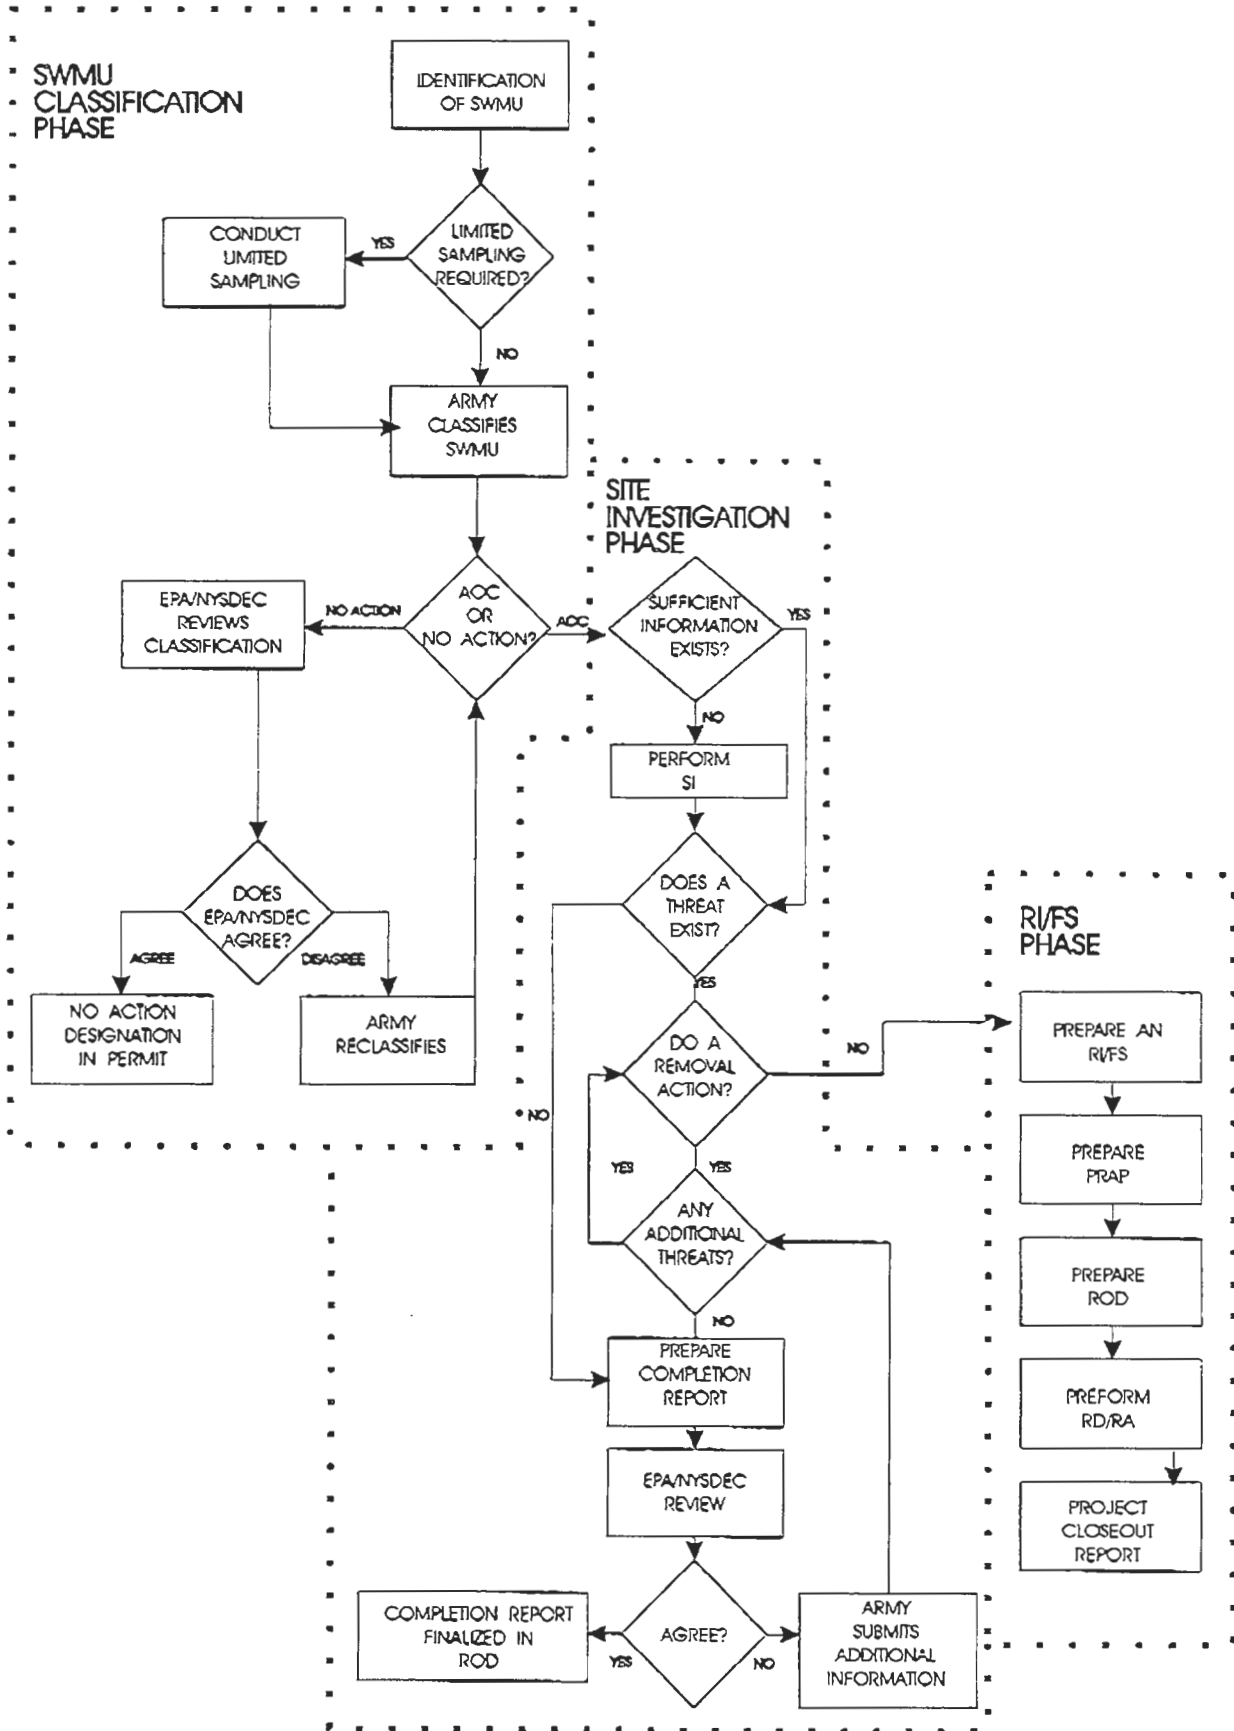 SWMU
CLASSIFICATION
PHASE
IDENTIFICATION
OF SWMU
LIMITED
SAMPLING
REQUIRED?
YES
CONDUCT
LIMITED
SAMPLING
NO
ARMY
CLASSIFIES
SWMU
AOC
OR
NO ACTION?
NO ACTION
AOC
EPA/NYSDEC
REVIEWS
CLASSIFICATION
DOES
EPA/NYSDEC
AGREE?
AGREE
DISAGREE
NO ACTION
DESIGNATION
IN PERMIT
ARMY
RECLASSIFIES
SITE
INVESTIGATION
PHASE
SUFFICIENT
INFORMATION
EXISTS?
YES
NO
PERFORM
SI
DOES A
THREAT
EXIST?
YES
NO
DO A
REMOVAL
ACTION?
NO
YES
YES
ANY
ADDITIONAL
THREATS?
NO
PREPARE
COMPLETION
REPORT
EPA/NYSDEC
REVIEW
AGREE?
YES
NO
COMPLETION REPORT
FINALIZED IN
ROD
ARMY
SUBMITS
ADDITIONAL
INFORMATION
RI/FS
PHASE
PREPARE AN
RI/FS
PREPARE
PRAP
PREPARE
ROD
PREFORM
RD/RA
PROJECT
CLOSEOUT
REPORT